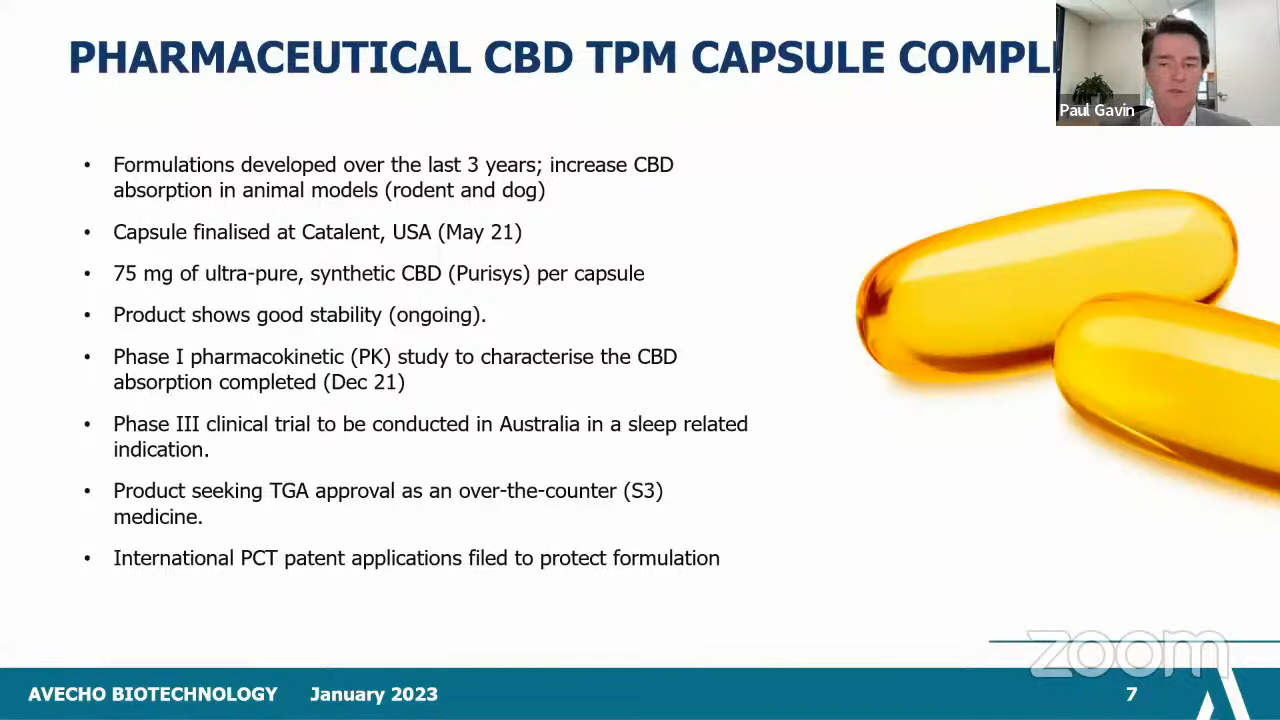 PHARMACEUTICAL CBD TPM CAPSULE COMPL
Paul Gavin
• Formulations developed over the last 3 years; increase CBD
absorption in animal models (rodent and dog)
• Capsule finalised at Catalent, USA (May 21)
• 75 mg of ultra-pure, synthetic CBD (Purisys) per capsule
• Product shows good stability (ongoing).
• Phase I pharmacokinetic (PK) study to characterise the CBD
absorption completed (Dec 21)
• Phase III clinical trial to be conducted in Australia in a sleep related
indication.
• Product seeking TGA approval as an over-the-counter (S3)
medicine.
• International PCT patent applications filed to protect formulation
zoom
AVECHO BIOTECHNOLOGY January 2023 7